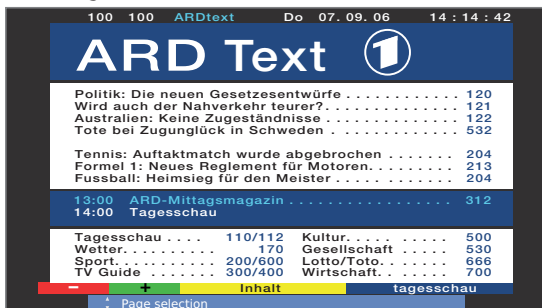 100 100 ARDtext Do 07. 09. 06 14 : 14 : 42
ARD Text 1
Politik: Die neuen Gesetzesentwürfe . . . . . . . . . . . . 120
Wird auch der Nahverkehr teurer? . . . . . . . . . . . . . . 121
Australien: Keine Zugeständnisse . . . . . . . . . . . . . . 122
Tote bei Zugunglück in Schweden . . . . . . . . . . . . . 532
Tennis: Auftaktmatch wurde abgebrochen . . . . . . . 204
Formel 1: Neues Reglement für Motoren. . . . . . . . . 213
Fussball: Heimsieg für den Meister . . . . . . . . . . . . 204
13:00 ARD-Mittagsmagazin . . . . . . . . . . . . . . . . . . 312
14:00 Tagesschau
Tagesschau . . . . 110/112 Kultur. . . . . . . . . 500
Wetter. . . . . . . . . . 170 Gesellschaft . . . . . 530
Sport. . . . . . . . . . . 200/600 Lotto/Toto. . . . . . . 666
TV Guide . . . . . . . 300/400 Wirtschaft. . . . . . . 700
− + Inhalt tagesschau
Page selection